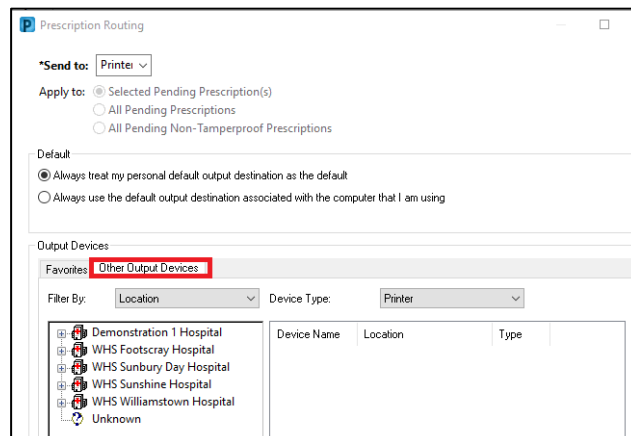 Prescription Routing
*Send to: Printer
Apply to: Selected Pending Prescription(s)
All Pending Prescriptions
All Pending Non-Tamperproof Prescriptions
Default
Always treat my personal default output destination as the default
Always use the default output destination associated with the computer that I am using
Output Devices
Favorites Other Output Devices
Filter By: Location Device Type: Printer
Device Name Location Type
Demonstration 1 Hospital
WHS Footscray Hospital
WHS Sunbury Day Hospital
WHS Sunshine Hospital
WHS Williamstown Hospital
Unknown